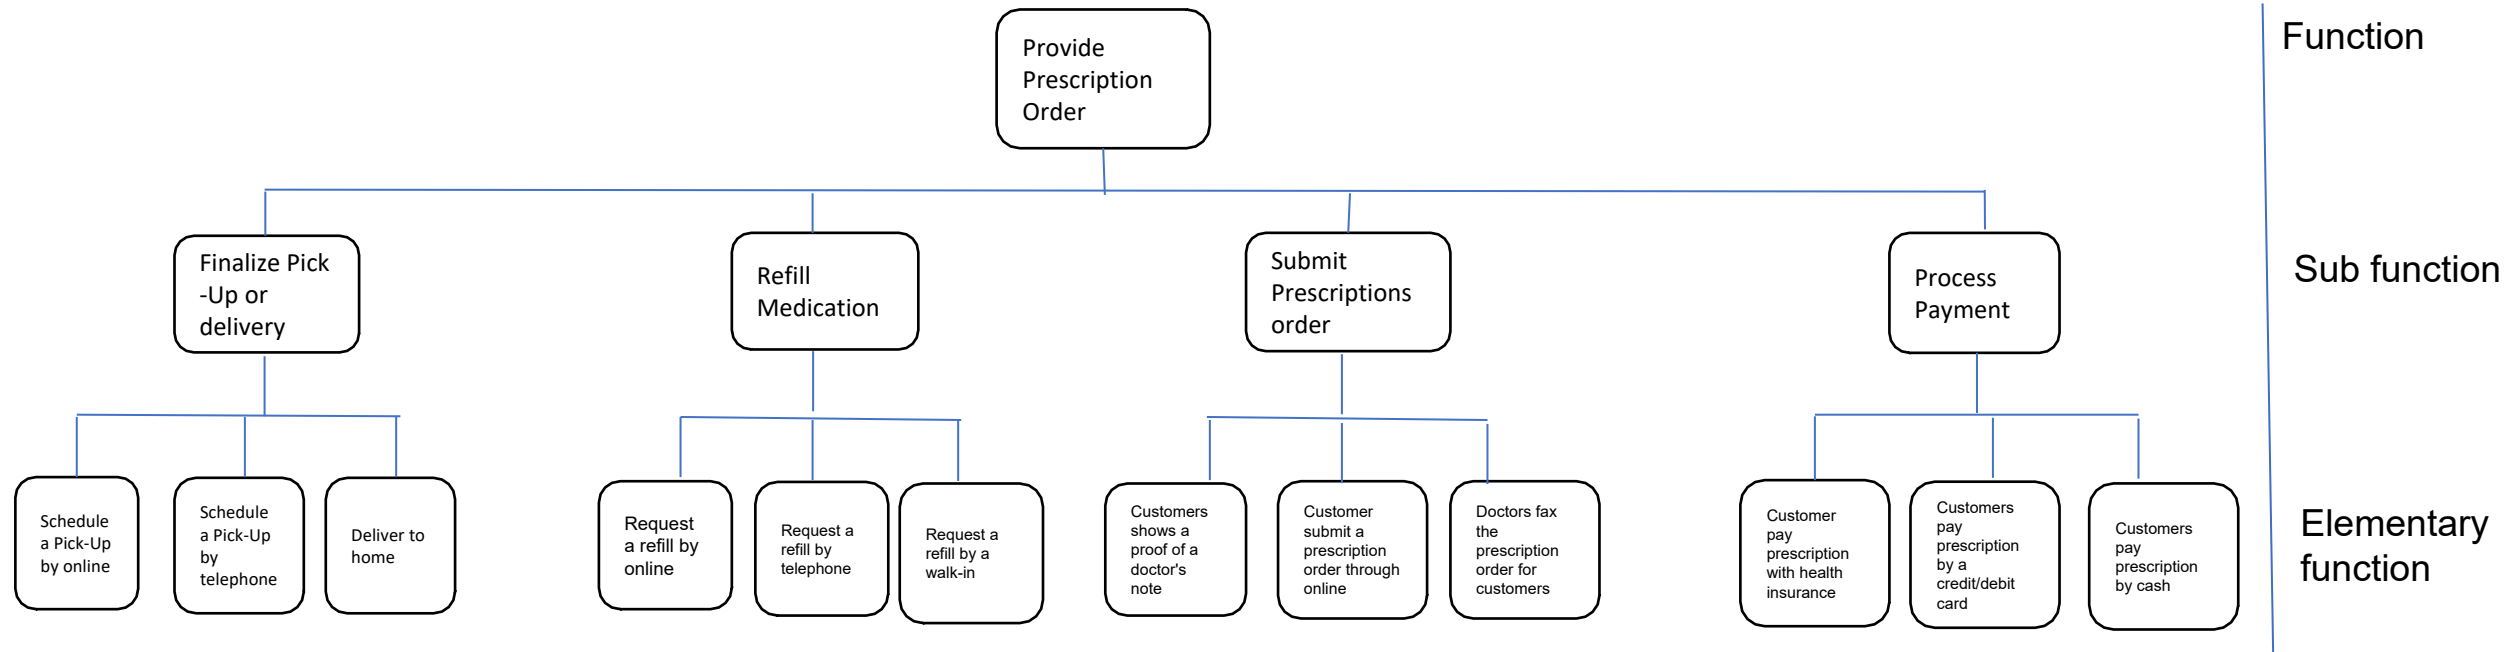 Provide
Prescription
Order
Function
Finalize Pick
-Up or
delivery
Refill
Medication
Submit
Prescriptions
order
Process
Payment
Sub function
Schedule
a Pick-Up
by online
Schedule
a Pick-Up
by
telephone
Deliver to
home
Request
a refill by
online
Request a
refill by
telephone
Request a
refill by a
walk-in
Customers
shows a
proof of a
doctor's
note
Customer
submit a
prescription
order through
online
Doctors fax
the
prescription
order for
customers
Customer
pay
prescription
with health
insurance
Customers
pay
prescription
by a
credit/debit
card
Customers
pay
prescription
by cash
Elementary
function